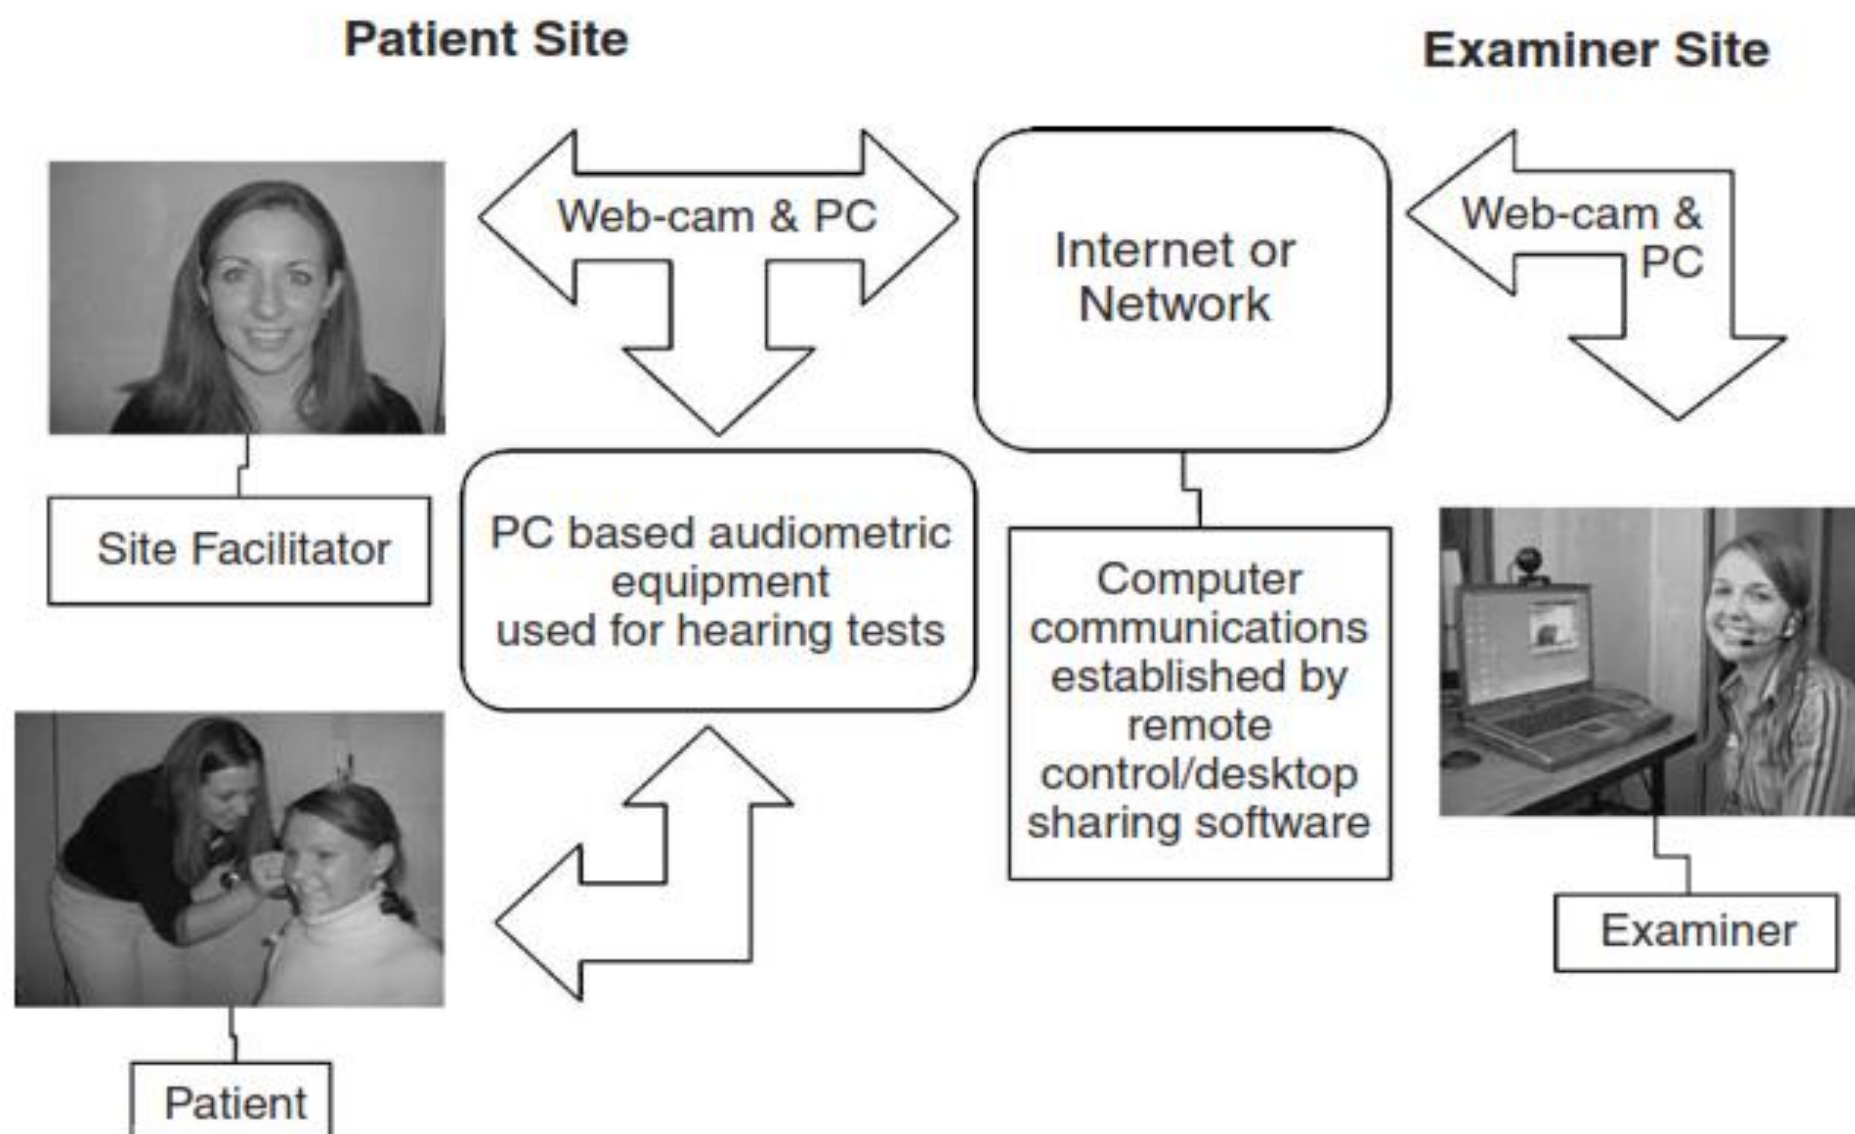 Patient Site
Examiner Site
Web-cam & PC
Internet or
Network
Web-cam &
PC
Site Facilitator
PC based audiometric
equipment
used for hearing tests
Computer
communications
established by
remote
control/desktop
sharing software
Examiner
Patient